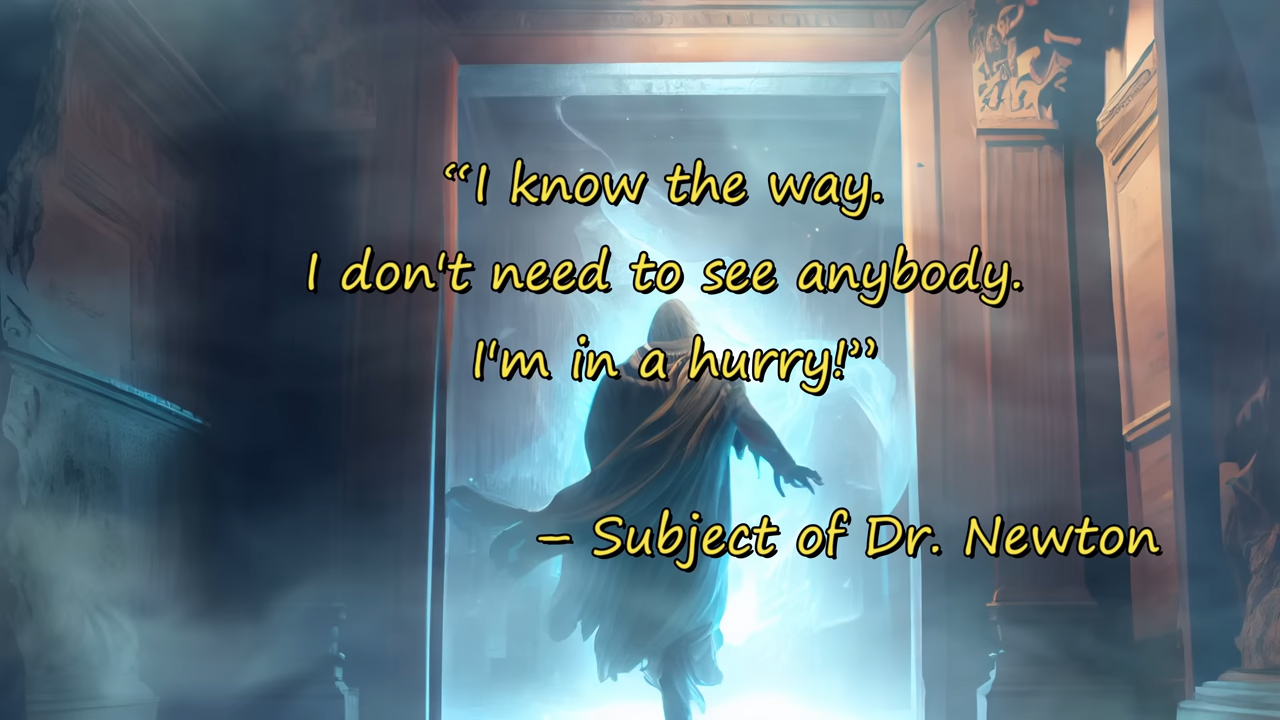 “I know the way.
I don't need to see anybody.
I'm in a hurry!”
– Subject of Dr. Newton